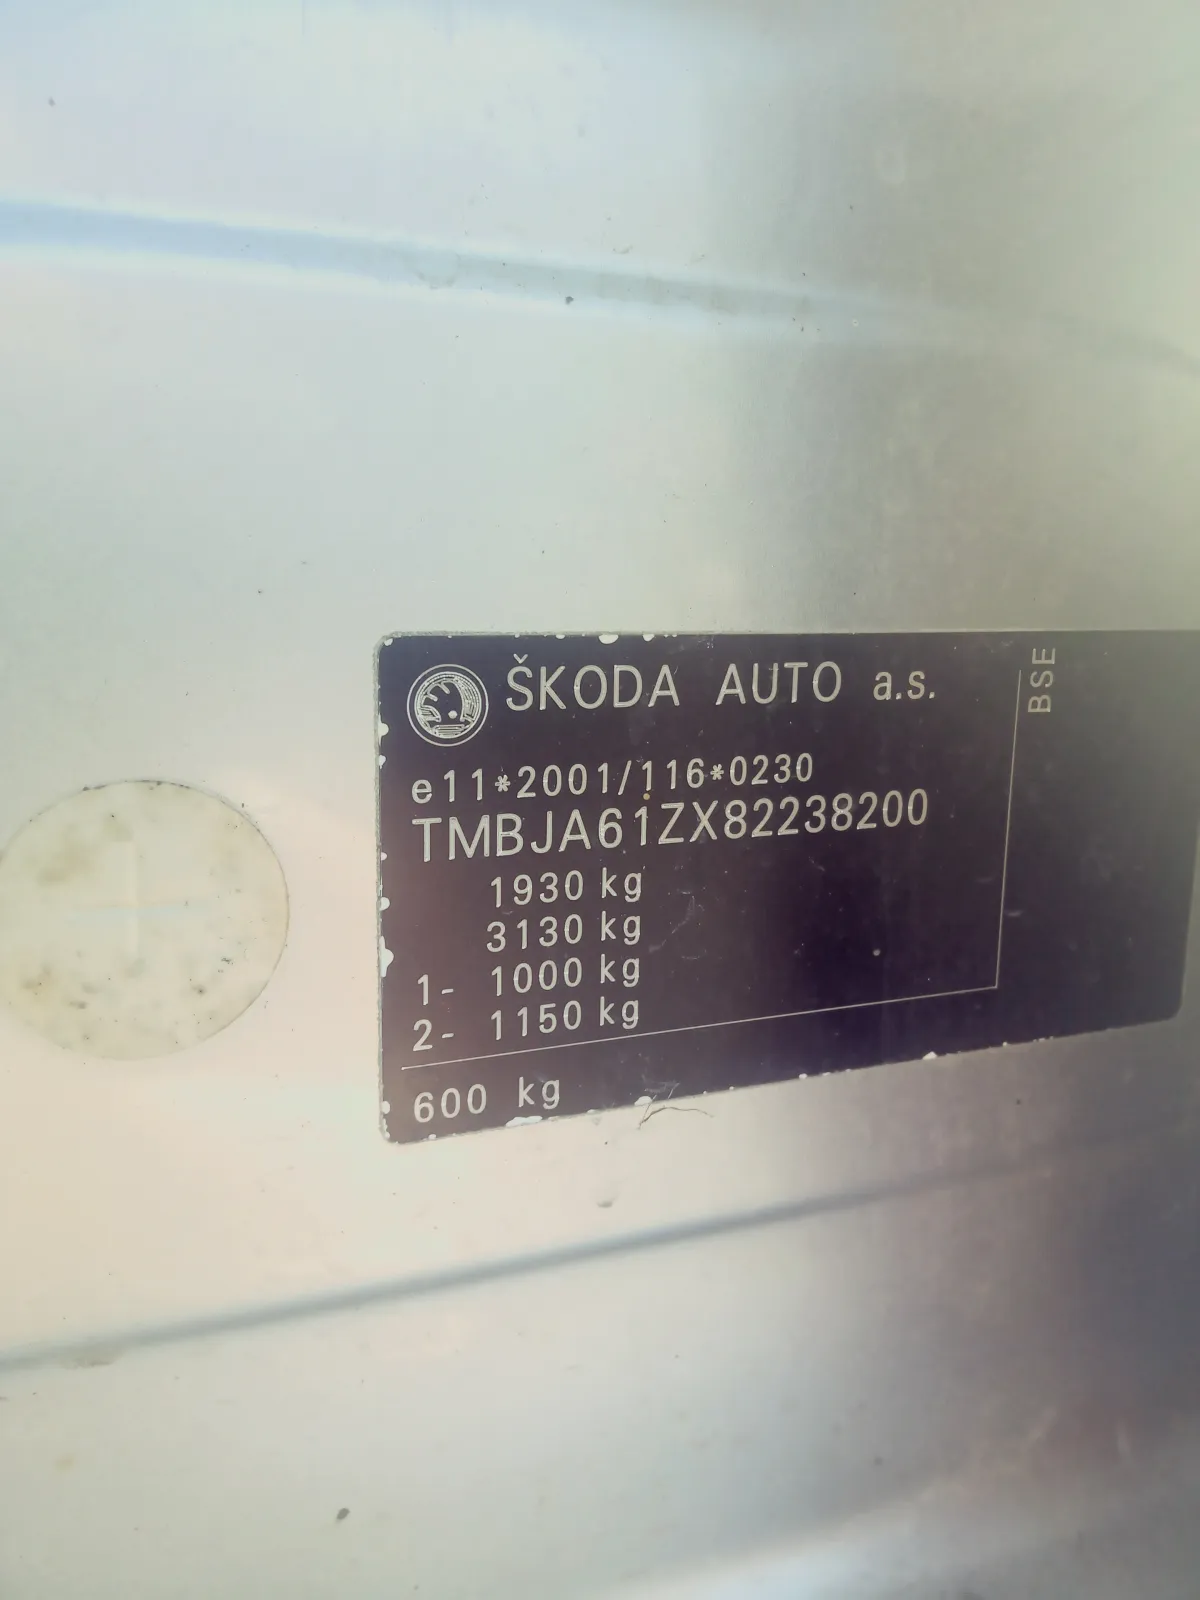 ŠKODA AUTO a.s.
BSE
e11*2001/116*0230
TMBJA61ZX82238200
1930 kg
3130 kg
1- 1000 kg
2- 1150 kg
600 kg